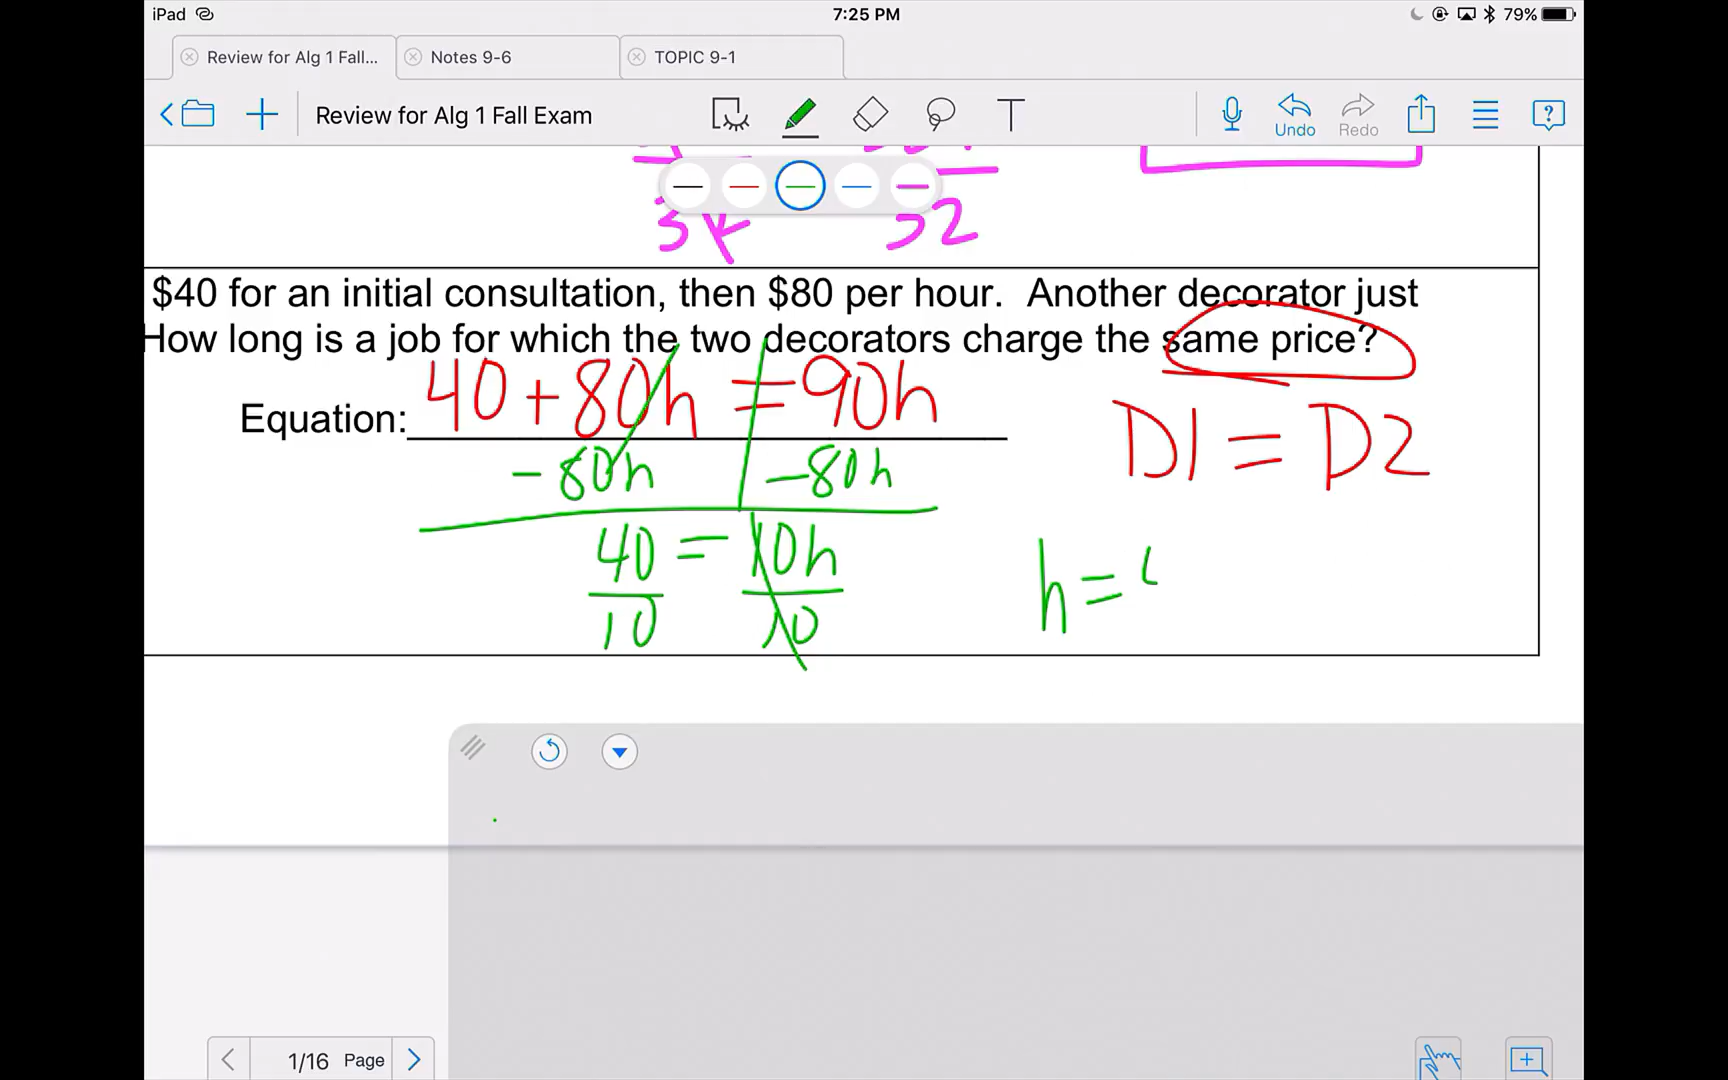 iPad 7:25 PM 79%
Review for Alg 1 Fall... Notes 9-6 TOPIC 9-1
Review for Alg 1 Fall Exam T Undo Redo
$40 for an initial consultation, then $80 per hour. Another decorator just
How long is a job for which the two decorators charge the same price?
Equation: 40+80h=90h
D1=D2
-80h -80h
40=10h
10 10
h=
1/16 Page